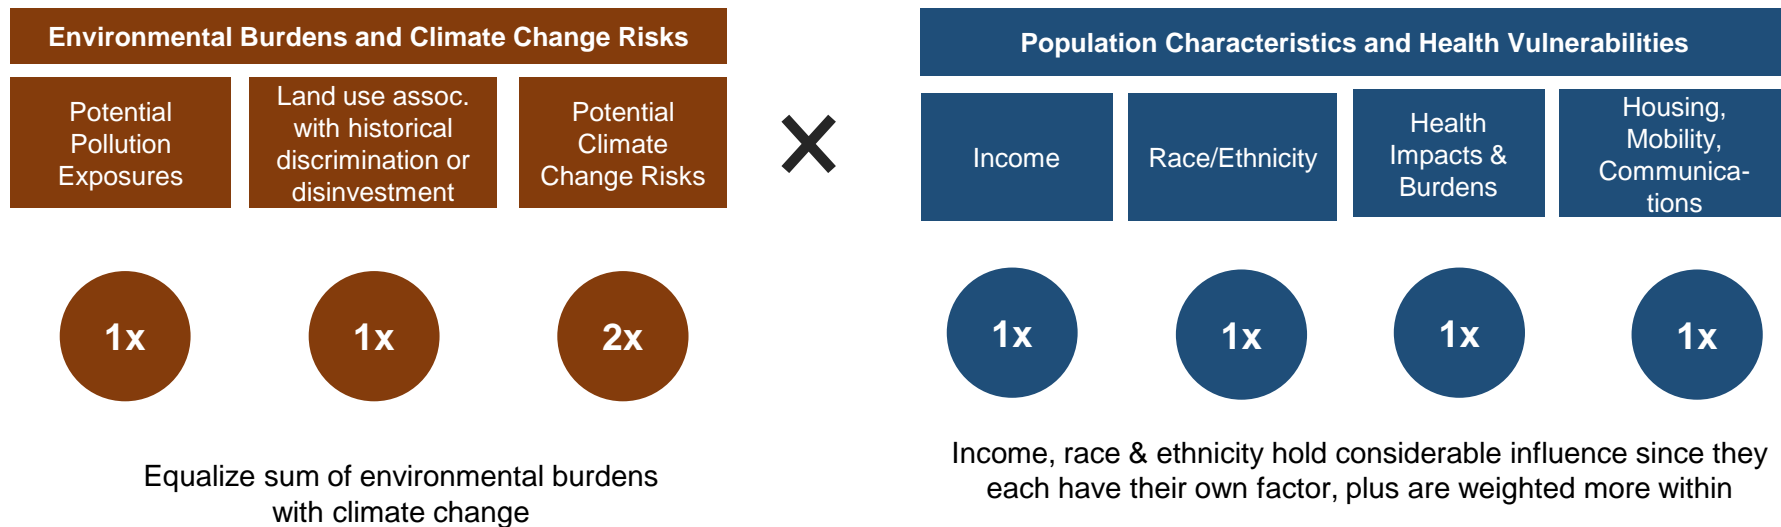 Environmental Burdens and Climate Change Risks
Potential
Pollution
Exposures
Land use assoc.
with historical
discrimination or
disinvestment
Potential
Climate
Change Risks
1x
1x
2x
Equalize sum of environmental burdens
with climate change
Population Characteristics and Health Vulnerabilities
Income
Race/Ethnicity
Health
Impacts &
Burdens
Housing,
Mobility,
Communica-
tions
1x
1x
1x
1x
Income, race & ethnicity hold considerable influence since they
each have their own factor, plus are weighted more within